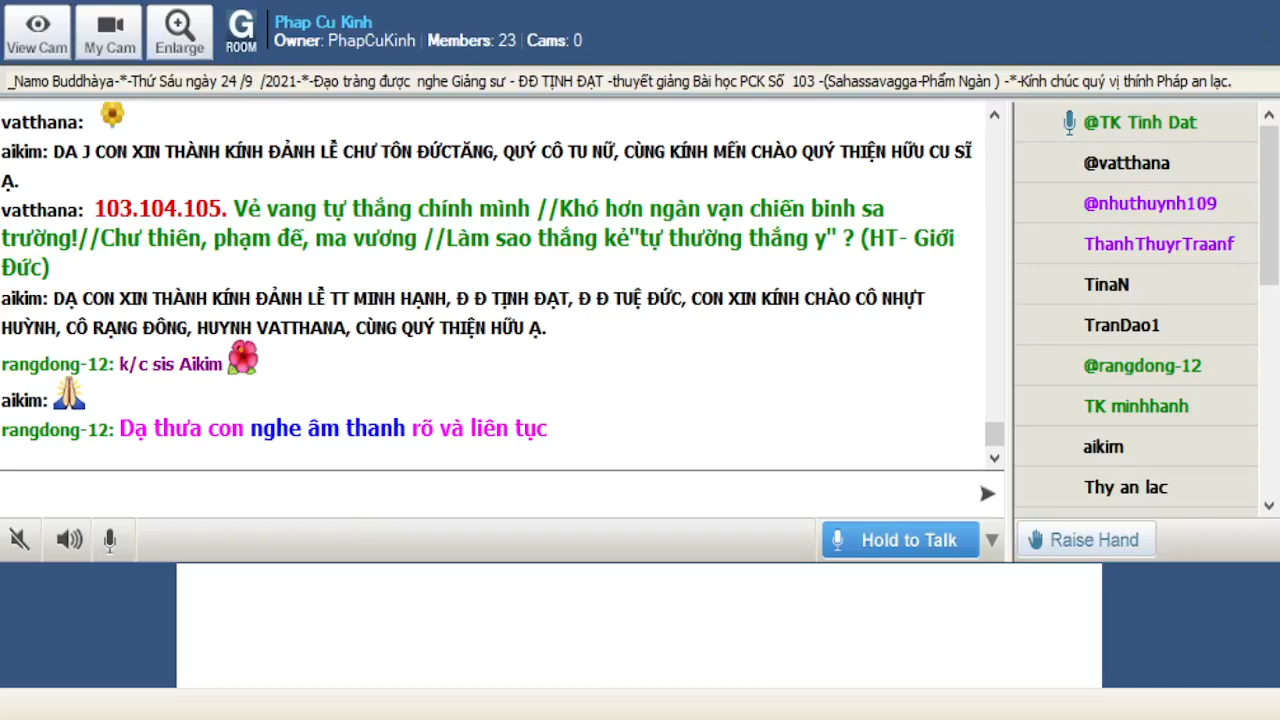 View Cam
My Cam
Enlarge
G
ROOM
Phap Cu Kinh
Owner: PhapCuKinh | Members: 23 | Cams: 0
_Namo Buddhàya-*-Thứ Sáu ngày 24 /9 /2021-*-Đạo tràng được nghe Giảng sư - ĐĐ TỊNH ĐẠT -thuyết giảng Bài học PCK Số 103 -(Sahassavagga-Phẩm Ngàn ) -*-Kính chúc quý vị thính Pháp an lạc.
vatthana:
aikim: DA J CON XIN THÀNH KÍNH ĐẢNH LỄ CHƯ TÔN ĐỨCTĂNG, QUÝ CÔ TU NỮ, CÙNG KÍNH MẾN CHÀO QUÝ THIỆN HỮU CU SĨ
Ạ.
vatthana: 103.104.105. Vẻ vang tự thắng chính mình //Khó hơn ngàn vạn chiến binh sa
trường!//Chư thiên, phạm đế, ma vương //Làm sao thắng kẻ"tự thường thắng y" ? (HT- Giới
Đức)
aikim: DẠ CON XIN THÀNH KÍNH ĐẢNH LỄ TT MINH HẠNH, Đ Đ TỊNH ĐẠT, Đ Đ TUỆ ĐỨC, CON XIN KÍNH CHÀO CÔ NHỰT
HUỲNH, CÔ RẠNG ĐÔNG, HUYNH VATTHANA, CÙNG QUÝ THIỆN HỮU Ạ.
rangdong-12: k/c sis Aikim
aikim:
rangdong-12: Dạ thưa con nghe âm thanh rõ và liên tục
@TK Tinh Dat
@vatthana
@nhuthuynh109
ThanhThuyrTraanf
TinaN
TranDao1
@rangdong-12
TK minhhanh
aikim
Thy an lac
Hold to Talk
Raise Hand